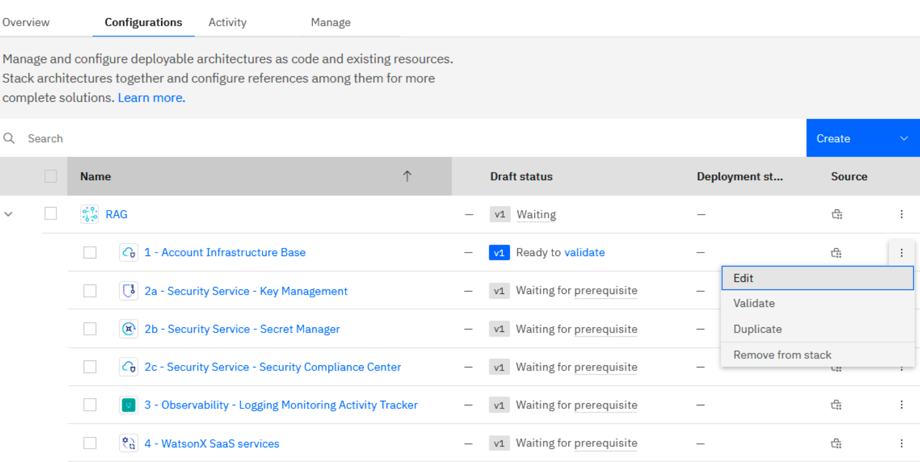 Overview Configurations Activity Manage
Manage and configure deployable architectures as code and existing resources.
Stack architectures together and configure references among them for more
complete solutions. Learn more.
Search Create
Name Draft status Deployment st... Source
RAG — v1 Waiting —
1 - Account Infrastructure Base — v1 Ready to validate —
Edit
2a - Security Service - Key Management — v1 Waiting for prerequisite —
Validate
2b - Security Service - Secret Manager — v1 Waiting for prerequisite —
Duplicate
Remove from stack
2c - Security Service - Security Compliance Center — v1 Waiting for prerequisite —
3 - Observability - Logging Monitoring Activity Tracker — v1 Waiting for prerequisite —
4 - WatsonX SaaS services — v1 Waiting for prerequisite —